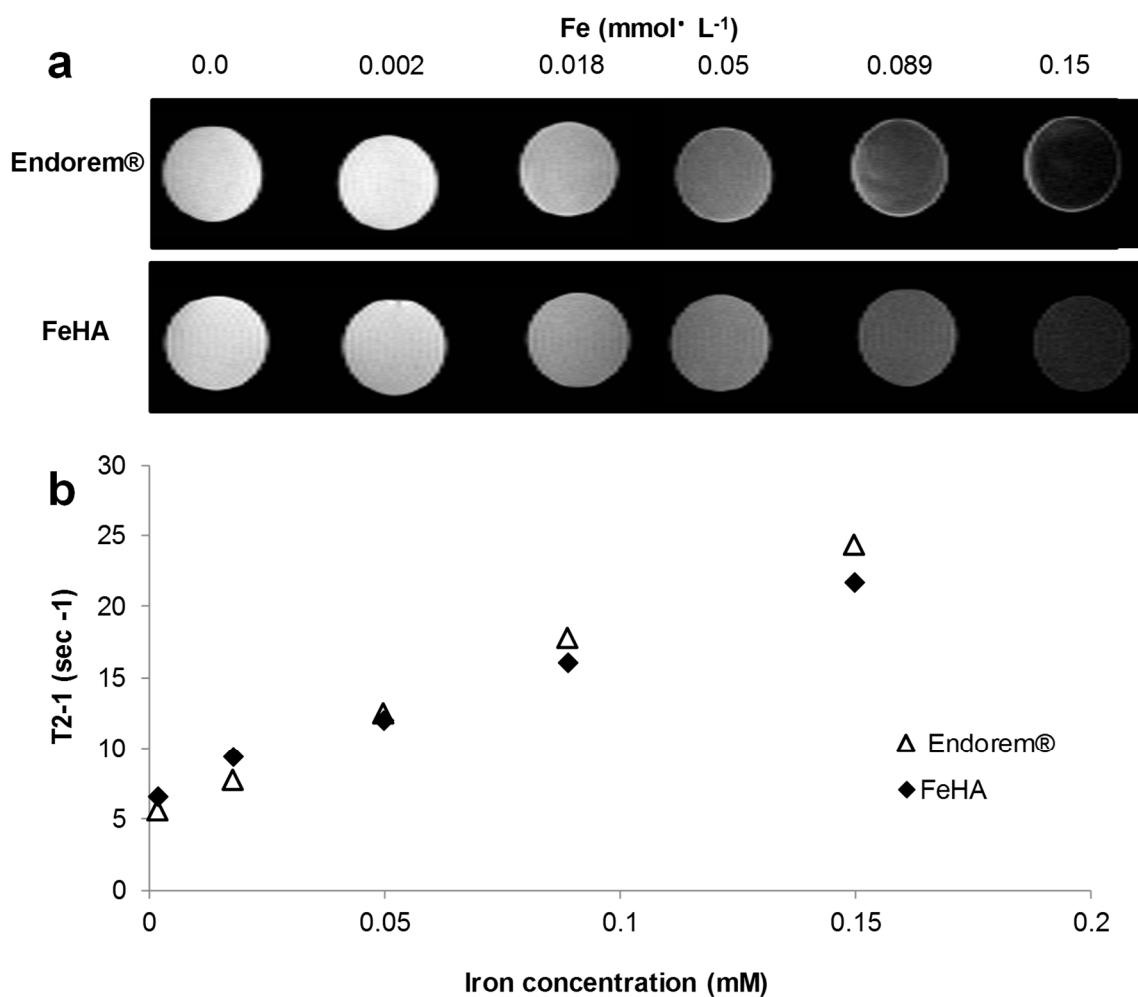 Fe (mmol· L-1)
a
0.0 0.002 0.018 0.05 0.089 0.15
Endorem®
FeHA
b
30
25
20
15
10
5
0
T2-1 (sec -1)
Endorem®
FeHA
0 0.05 0.1 0.15 0.2
Iron concentration (mM)